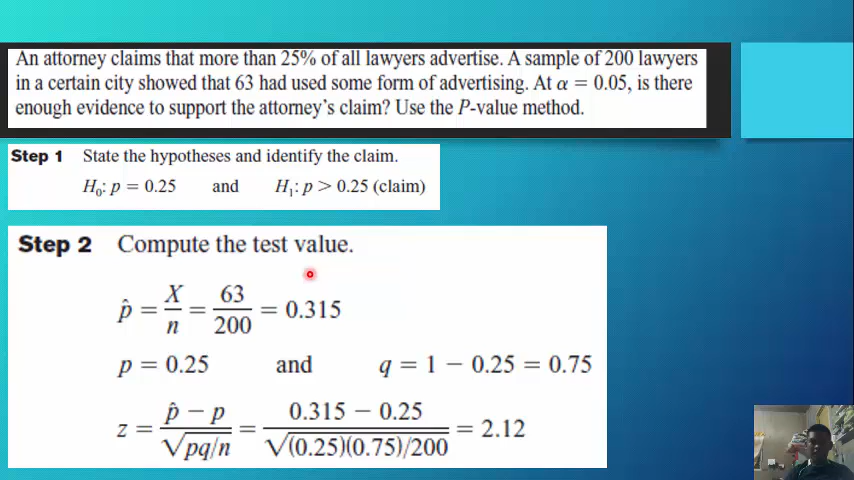 An attorney claims that more than 25% of all lawyers advertise. A sample of 200 lawyers
in a certain city showed that 63 had used some form of advertising. At α = 0.05, is there
enough evidence to support the attorney's claim? Use the P-value method.
Step 1 State the hypotheses and identify the claim.
H₀: p = 0.25 and H₁: p > 0.25 (claim)
Step 2 Compute the test value.
p̂ = X/n = 63/200 = 0.315
p = 0.25 and q = 1 − 0.25 = 0.75
z = (p̂ − p)/√(pq/n) = (0.315 − 0.25)/√((0.25)(0.75)/200) = 2.12